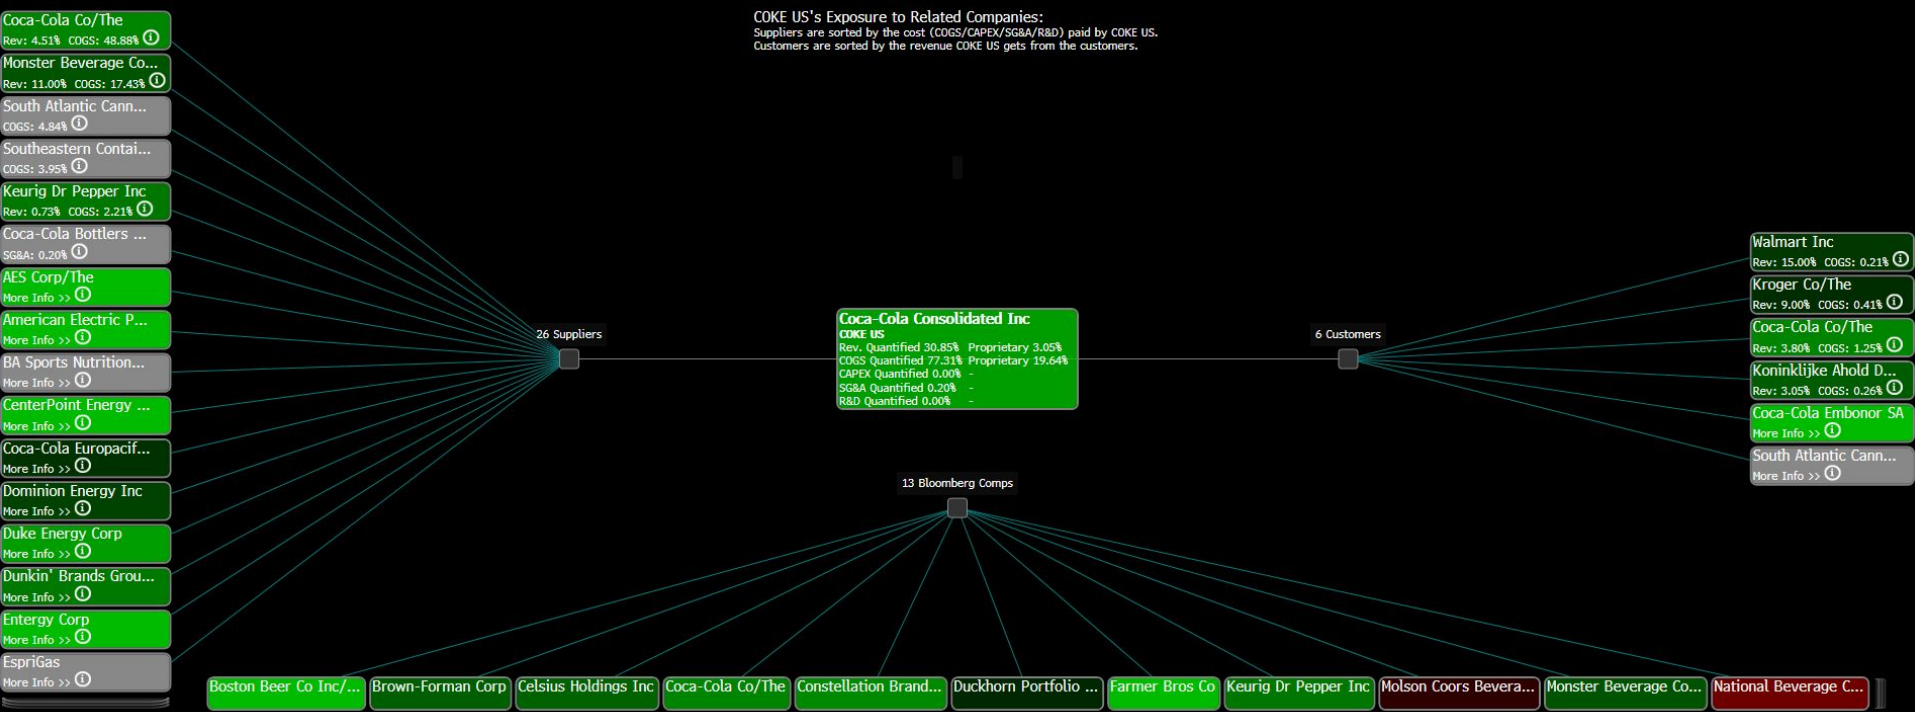 COKE US's Exposure to Related Companies:
Suppliers are sorted by the cost (COGS/CAPEX/SG&A/R&D) paid by COKE US.
Customers are sorted by the revenue COKE US gets from the customers.
Coca-Cola Co/The
Rev: 4.51% COGS: 48.88%
Monster Beverage Co...
Rev: 11.00% COGS: 17.43%
South Atlantic Cann...
COGS: 4.84%
Southeastern Contai...
COGS: 3.95%
Keurig Dr Pepper Inc
Rev: 0.73% COGS: 2.21%
Coca-Cola Bottlers ...
SG&A: 0.20%
AES Corp/The
More Info >>
American Electric P...
More Info >>
BA Sports Nutrition...
More Info >>
CenterPoint Energy ...
More Info >>
Coca-Cola Europacif...
More Info >>
Dominion Energy Inc
More Info >>
Duke Energy Corp
More Info >>
Dunkin' Brands Grou...
More Info >>
Entergy Corp
More Info >>
EspriGas
More Info >>
26 Suppliers
Coca-Cola Consolidated Inc
COKE US
Rev. Quantified 30.85% Proprietary 3.05%
COGS Quantified 77.31% Proprietary 19.64%
CAPEX Quantified 0.00% -
SG&A Quantified 0.20% -
R&D Quantified 0.00% -
6 Customers
Walmart Inc
Rev: 15.00% COGS: 0.21%
Kroger Co/The
Rev: 9.00% COGS: 0.41%
Coca-Cola Co/The
Rev: 3.80% COGS: 1.25%
Koninklijke Ahold D...
Rev: 3.05% COGS: 0.26%
Coca-Cola Embonor SA
More Info >>
South Atlantic Cann...
More Info >>
13 Bloomberg Comps
Boston Beer Co Inc/...
Brown-Forman Corp
Celsius Holdings Inc
Coca-Cola Co/The
Constellation Brand...
Duckhorn Portfolio ...
Farmer Bros Co
Keurig Dr Pepper Inc
Molson Coors Bevera...
Monster Beverage Co...
National Beverage C...